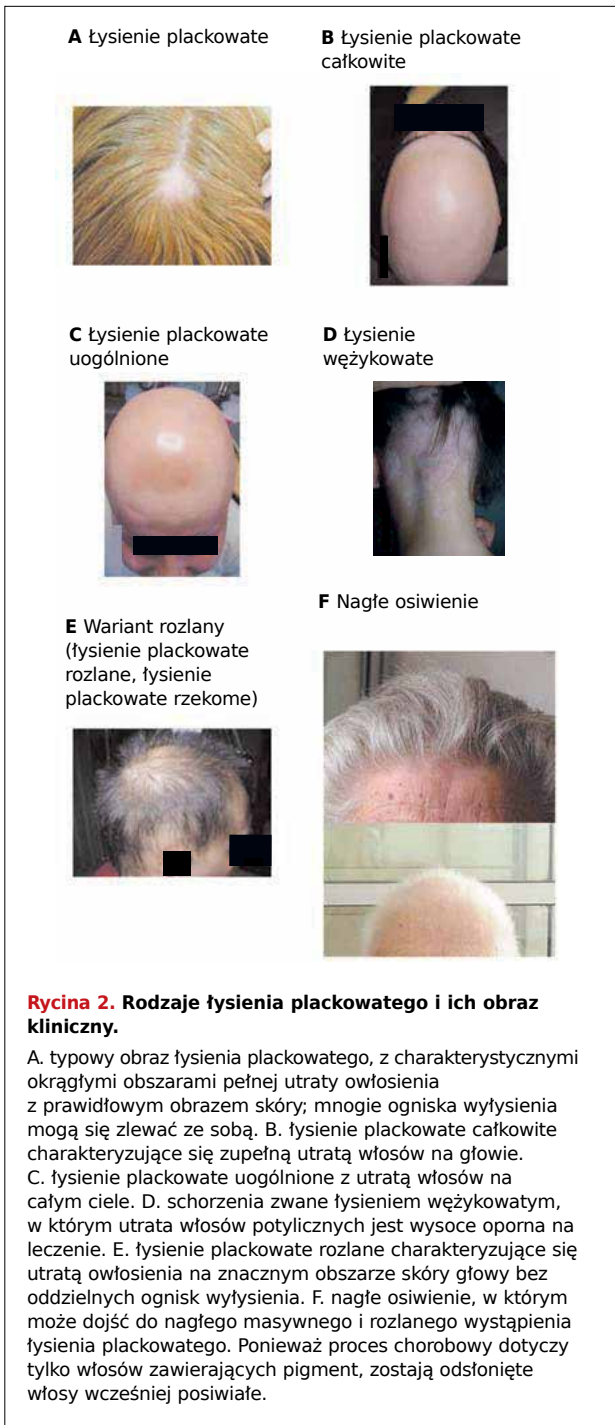 A Łysienie plackowate
B Łysienie plackowate
całkowite
C Łysienie plackowate
uogólnione
D Łysienie
wężykowate
E Wariant rozlany
(łysienie plackowate
rozlane, łysienie
plackowate rzekome)
F Nagłe osiwienie
Rycina 2. Rodzaje łysienia plackowatego i ich obraz
kliniczny.
A. typowy obraz łysienia plackowatego, z charakterystycznymi
okrągłymi obszarami pełnej utraty owłosienia
z prawidłowym obrazem skóry; mnogie ogniska wyłysienia
mogą się zlewać ze sobą. B. łysienie plackowate całkowite
charakteryzujące się zupełną utratą włosów na głowie.
C. łysienie plackowate uogólnione z utratą włosów na
całym ciele. D. schorzenia zwane łysieniem wężykowatym,
w którym utrata włosów potylicznych jest wysoce oporna na
leczenie. E. łysienie plackowate rozlane charakteryzujące się
utratą owłosienia na znacznym obszarze skóry głowy bez
oddzielnych ognisk wyłysienia. F. nagłe osiwienie, w którym
może dojść do nagłego masywnego i rozlanego wystąpienia
łysienia plackowatego. Ponieważ proces chorobowy dotyczy
tylko włosów zawierających pigment, zostają odsłonięte
włosy wcześniej posiwiałe.